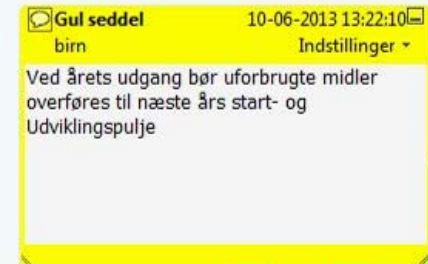 Gul seddel 10-06-2013 13:22:10
birn Indstillinger
Ved årets udgang bør uforbrugte midler
overføres til næste års start- og
Udviklingspulje